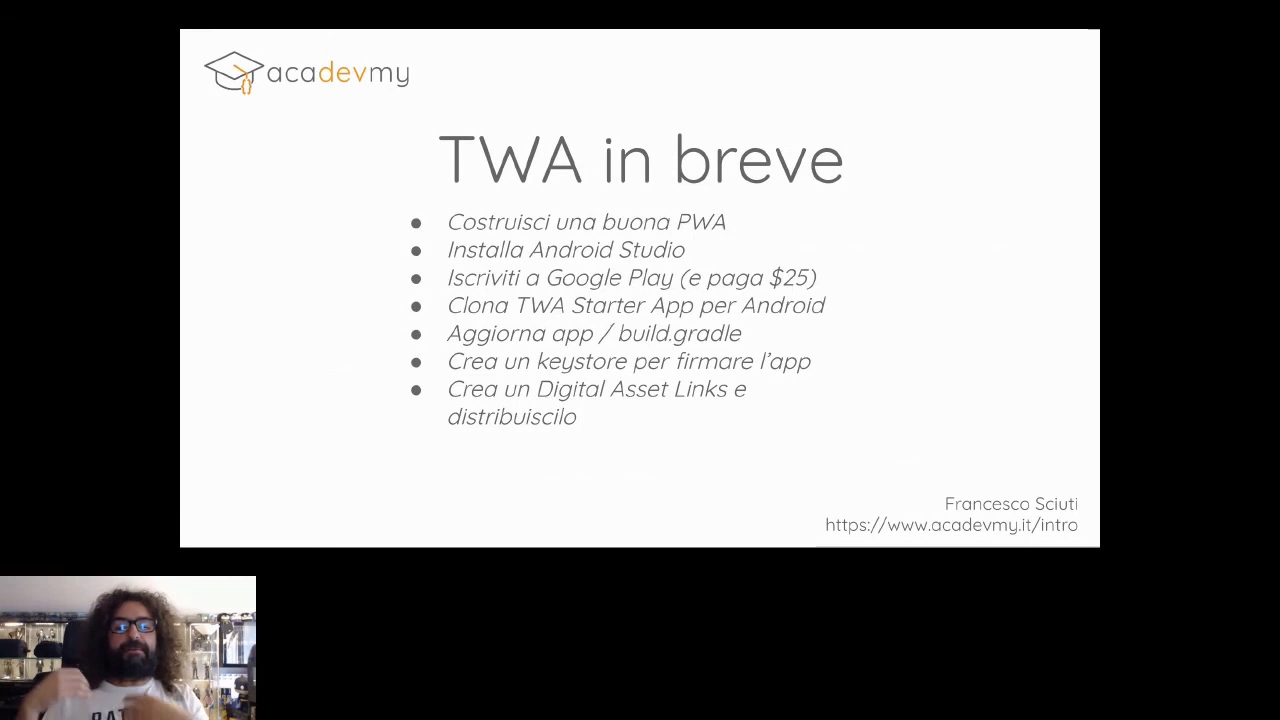 acadevmy
TWA in breve
● Costruisci una buona PWA
● Installa Android Studio
● Iscriviti a Google Play (e paga $25)
● Clona TWA Starter App per Android
● Aggiorna app / build.gradle
● Crea un keystore per firmare l’app
● Crea un Digital Asset Links e
distribuiscilo
Francesco Sciuti
https://www.acadevmy.it/intro